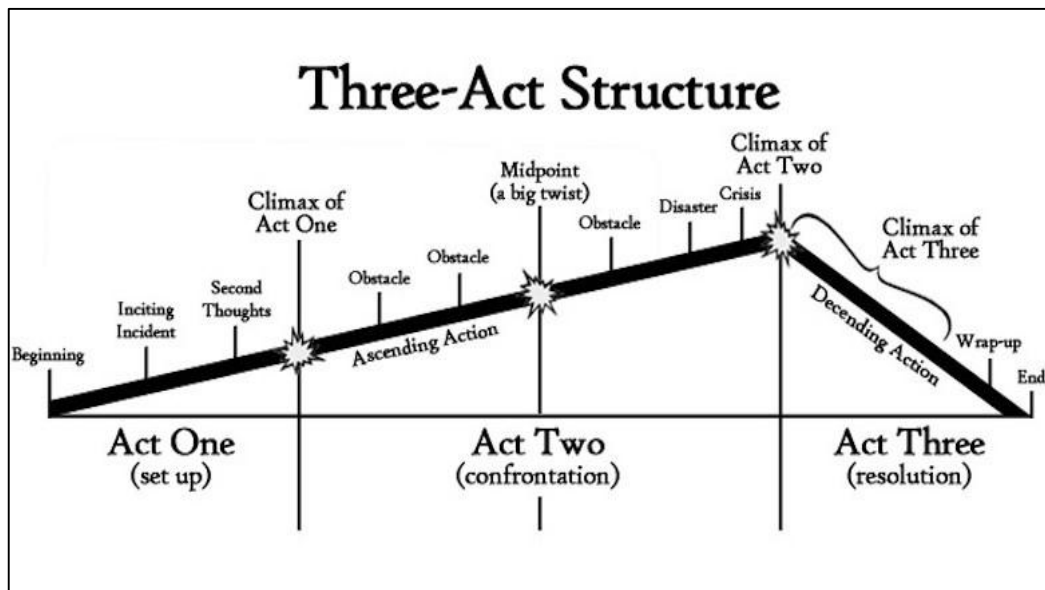 Three-Act Structure
Beginning
Inciting
Incident
Second
Thoughts
Climax of
Act One
Obstacle
Obstacle
Ascending Action
Midpoint
(a big twist)
Obstacle
Disaster
Crisis
Climax of
Act Two
Climax of
Act Three
Decending Action
Wrap-up
End
Act One
(set up)
Act Two
(confrontation)
Act Three
(resolution)